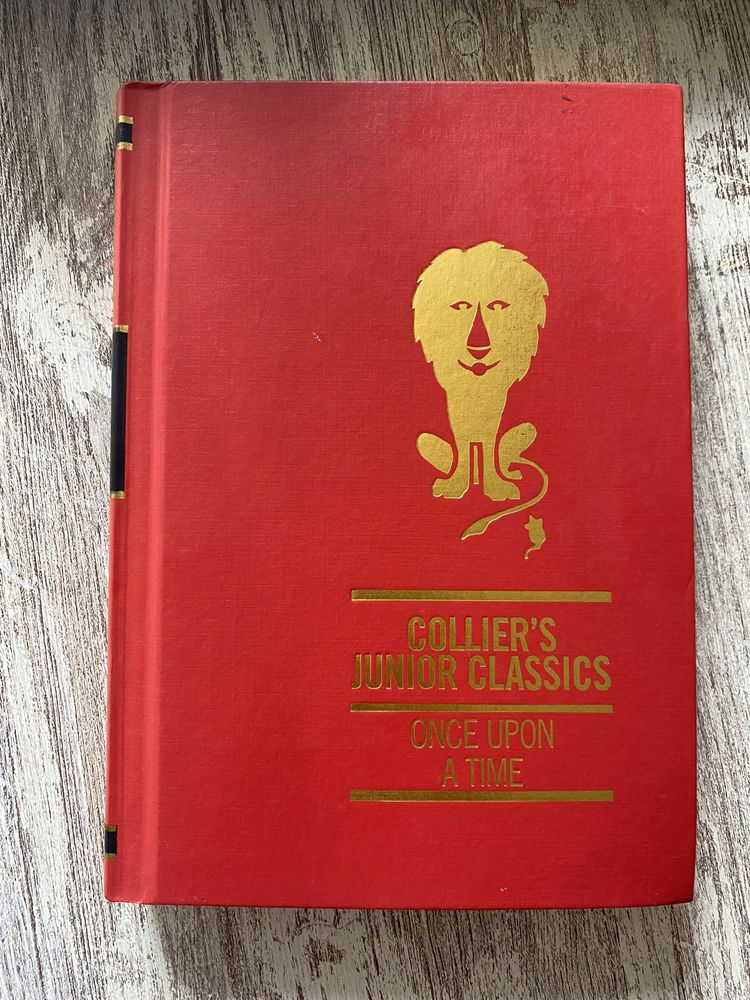 COLLIER'S
JUNIOR CLASSICS
ONCE UPON
A TIME